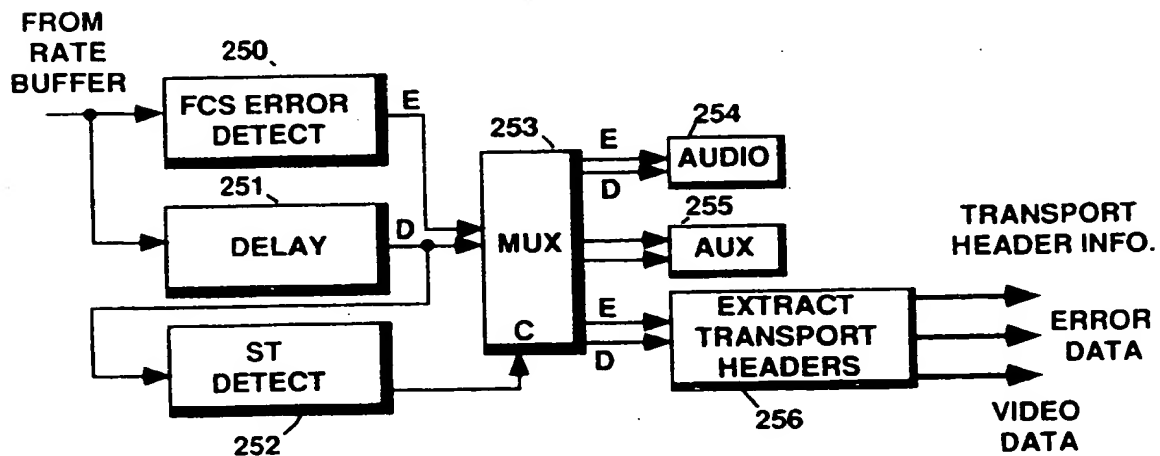 FROM
RATE
BUFFER
250
FCS ERROR
DETECT
E
251
DELAY
D
ST
DETECT
252
253
MUX
C
E
D
254
AUDIO
255
AUX
E
D
EXTRACT
TRANSPORT
HEADERS
256
TRANSPORT
HEADER INFO.
ERROR
DATA
VIDEO
DATA